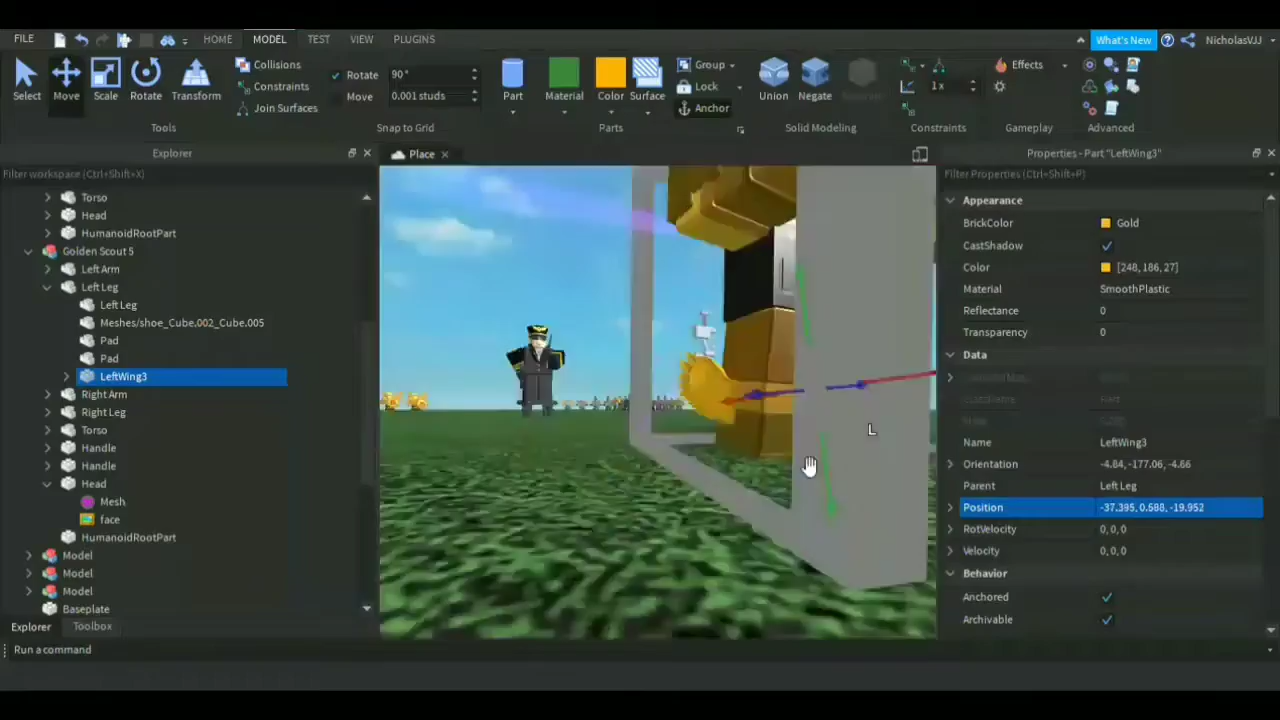 FILE HOME MODEL TEST VIEW PLUGINS What's New NicholasVJJ
Select Move Scale Rotate Transform
Collisions
Constraints
Join Surfaces
Rotate 90°
Move 0.001 studs
Part Material Color Surface
Group
Lock
Anchor
Union Negate
1 x
Effects
Tools Snap to Grid Parts Solid Modeling Constraints Gameplay Advanced
Explorer
Filter workspace (Ctrl+Shift+X)
Torso
Head
HumanoidRootPart
Golden Scout 5
Left Arm
Left Leg
Left Leg
Meshes/shoe_Cube.002_Cube.005
Pad
Pad
LeftWing3
Right Arm
Right Leg
Torso
Handle
Handle
Head
Mesh
face
HumanoidRootPart
Model
Model
Model
Baseplate
Explorer Toolbox
Run a command
Place
L
Properties - Part "LeftWing3"
Filter Properties (Ctrl+Shift+P)
Appearance
BrickColor Gold
CastShadow
Color [248, 186, 27]
Material SmoothPlastic
Reflectance 0
Transparency 0
Data
Name LeftWing3
Orientation -4.84, -177.06, -4.66
Parent Left Leg
Position -37.395, 0.588, -19.952
RotVelocity 0, 0, 0
Velocity 0, 0, 0
Behavior
Anchored
Archivable